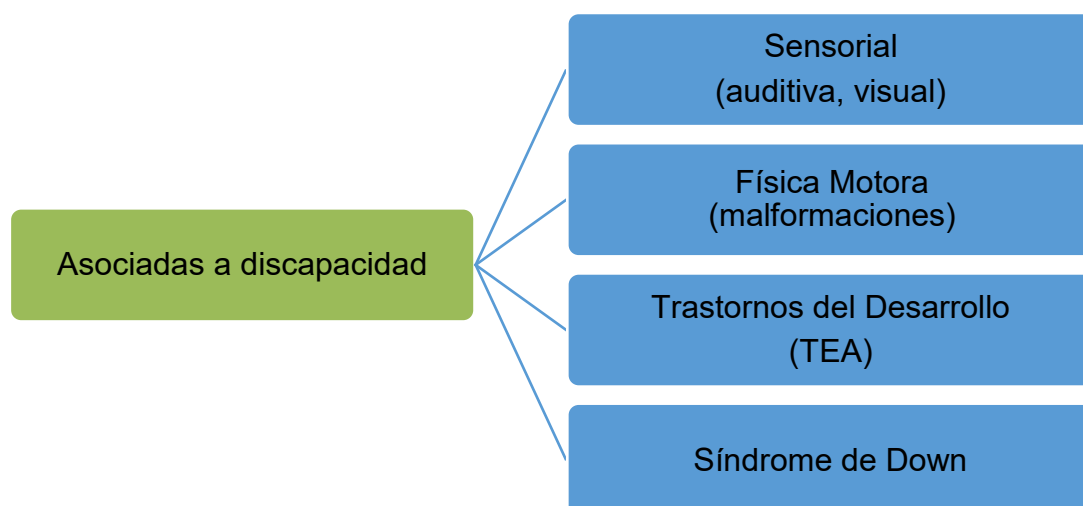 Asociadas a discapacidad
Sensorial
(auditiva, visual)
Física Motora
(malformaciones)
Trastornos del Desarrollo
(TEA)
Síndrome de Down